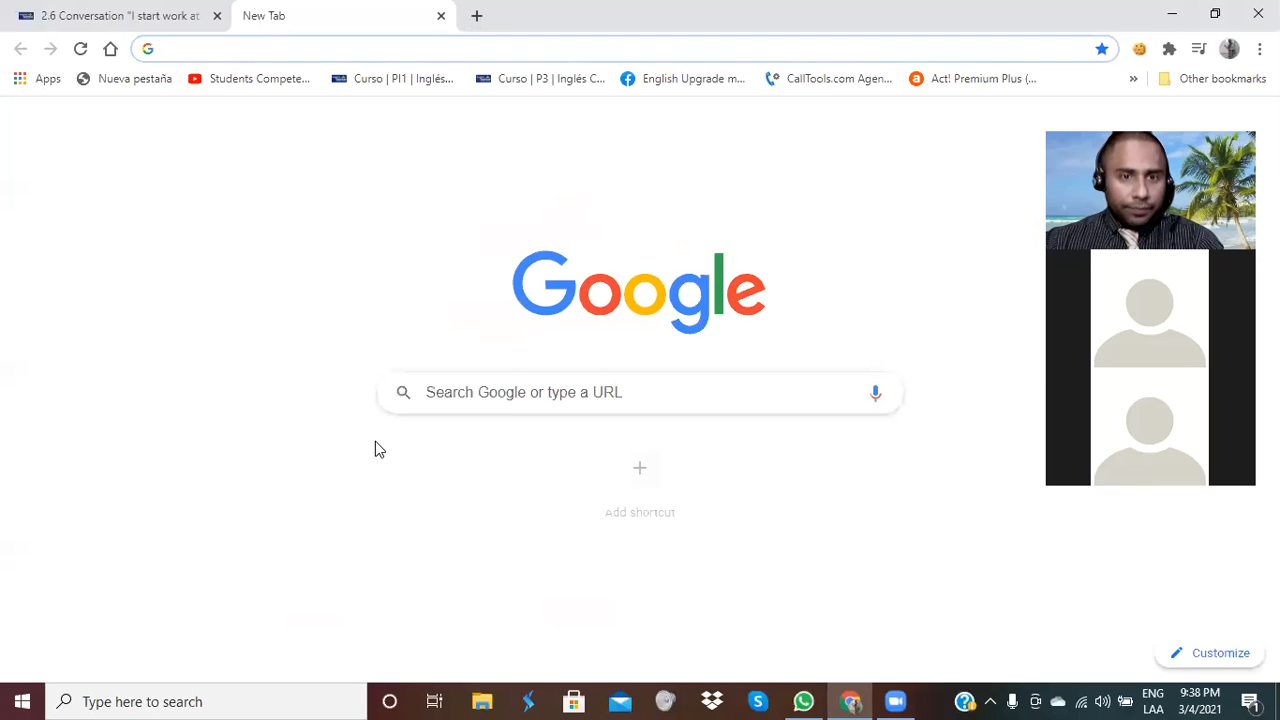 2.6 Conversation "I start work at
New Tab
Apps
Nueva pestaña
Students Compete...
Curso | PI1 | Inglés...
Curso | P3 | Inglés C...
English Upgrade m...
CallTools.com Agen...
Act! Premium Plus (...
»
Other bookmarks
Google
Search Google or type a URL
Add shortcut
Customize
Type here to search
ENG
LAA
9:38 PM
3/4/2021
1